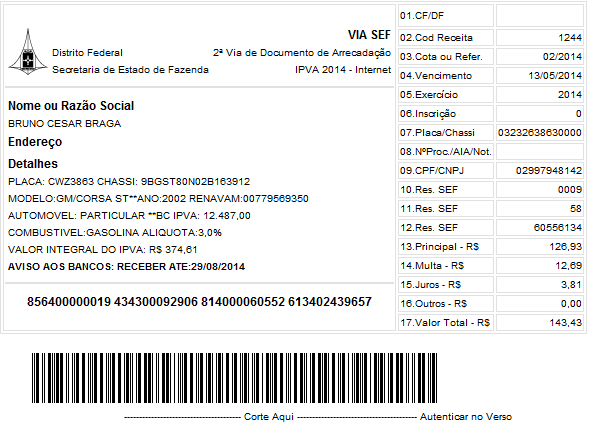 VIA SEF
Distrito Federal 2ª Via de Documento de Arrecadação
Secretaria de Estado de Fazenda IPVA 2014 - Internet
Nome ou Razão Social
BRUNO CESAR BRAGA
Endereço
Detalhes
PLACA: CWZ3863 CHASSI: 9BGST80N02B163912
MODELO:GM/CORSA ST**ANO:2002 RENAVAM:00779569350
AUTOMOVEL: PARTICULAR **BC IPVA: 12.487,00
COMBUSTIVEL:GASOLINA ALIQUOTA:3,0%
VALOR INTEGRAL DO IPVA: R$ 374,61
AVISO AOS BANCOS: RECEBER ATE:29/08/2014
856400000019 434300092906 814000060552 613402439657
01.CF/DF
02.Cod Receita 1244
03.Cota ou Refer. 02/2014
04.Vencimento 13/05/2014
05.Exercício 2014
06.Inscrição 0
07.Placa/Chassi 03232638630000
08.NºProc./AIA/Not.
09.CPF/CNPJ 02997948142
10.Res. SEF 0009
11.Res. SEF 58
12.Res. SEF 60556134
13.Principal - R$ 126,93
14.Multa - R$ 12,69
15.Juros - R$ 3,81
16.Outros - R$ 0,00
17.Valor Total - R$ 143,43
--------------------------------------- Corte Aqui ---------------------------------------- Autenticar no Verso